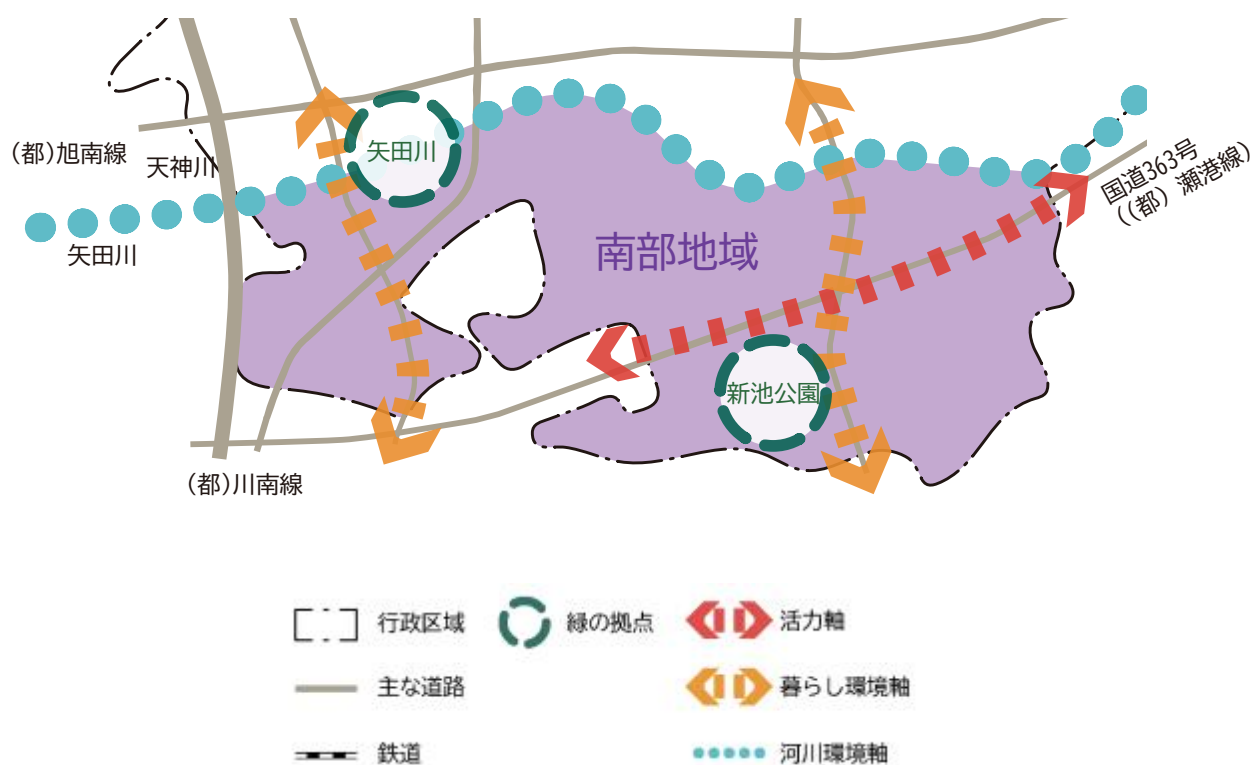 (都)旭南線
天神川
矢田川
矢田川
南部地域
国道363号
((都) 瀬港線)
新池公園
(都)川南線
行政区域
緑の拠点
活力軸
主な道路
暮らし環境軸
鉄道
河川環境軸